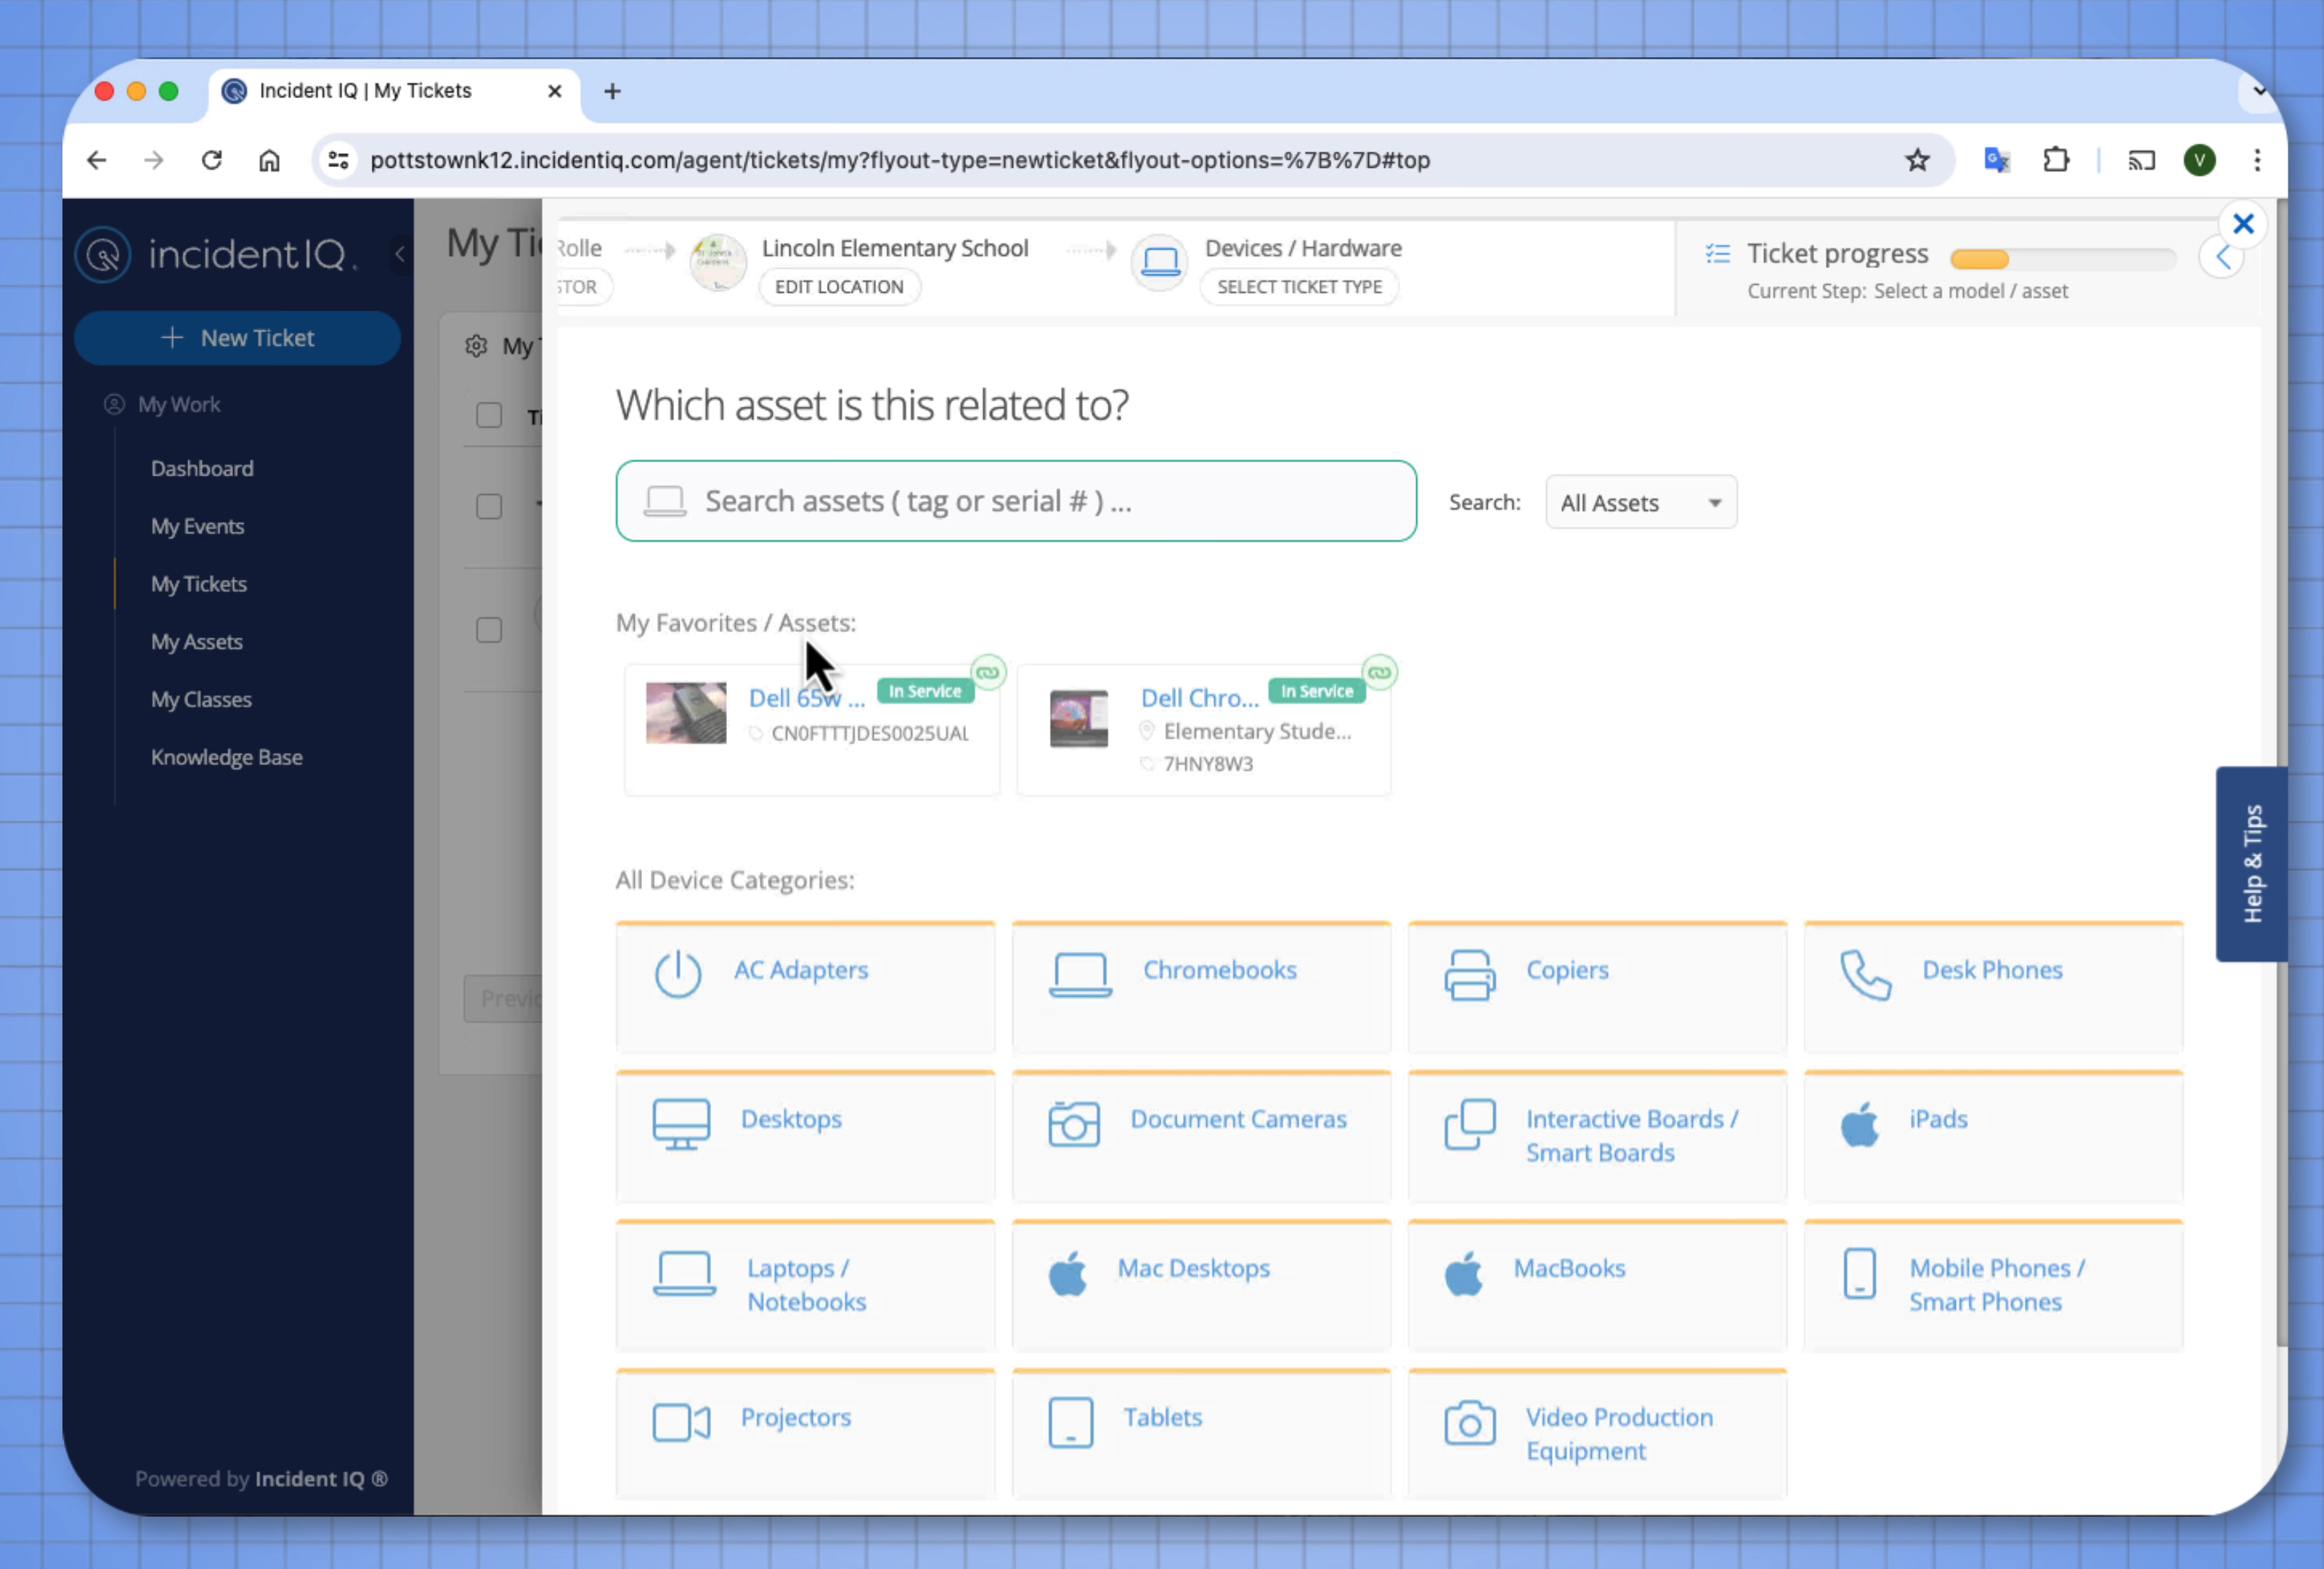 Incident IQ | My Tickets
pottstownk12.incidentiq.com/agent/tickets/my?flyout-type=newticket&flyout-options=%7B%7D#top
V
incidentIQ.
New Ticket
My Work
Dashboard
My Events
My Tickets
My Assets
My Classes
Knowledge Base
Powered by Incident IQ ®
My Ti
My
Previ
Rolle
STOR
Lincoln Elementary School
EDIT LOCATION
Devices / Hardware
SELECT TICKET TYPE
Ticket progress
Current Step: Select a model / asset
Which asset is this related to?
Search assets ( tag or serial # ) ...
Search:
All Assets
My Favorites / Assets:
Dell 65w ...
In Service
CN0FTTTJDES0025UAL
Dell Chro...
In Service
Elementary Stude...
7HNY8W3
All Device Categories:
AC Adapters
Chromebooks
Copiers
Desk Phones
Desktops
Document Cameras
Interactive Boards /
Smart Boards
iPads
Laptops /
Notebooks
Mac Desktops
MacBooks
Mobile Phones /
Smart Phones
Projectors
Tablets
Video Production
Equipment
Help & Tips